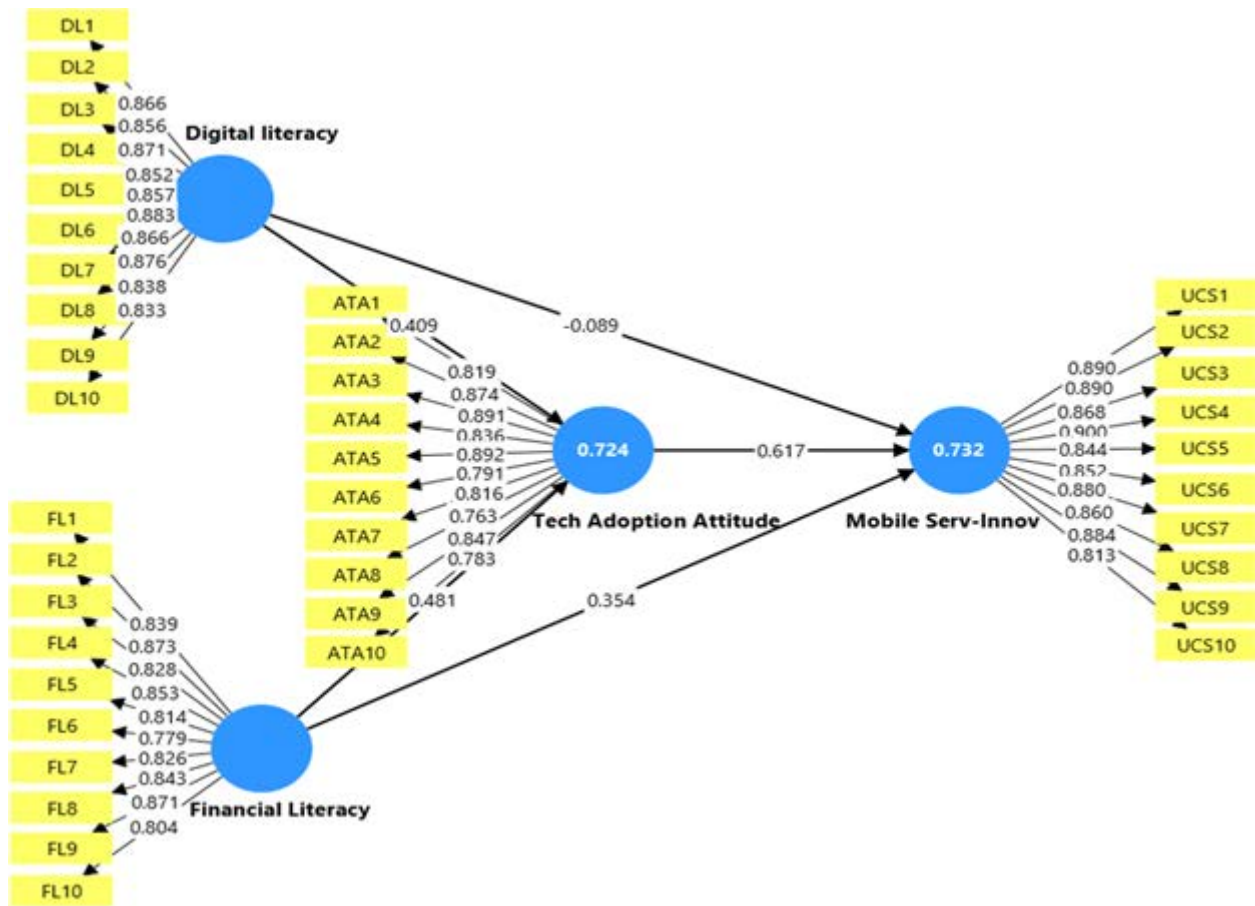 DL1
DL2
DL3
DL4
DL5
DL6
DL7
DL8
DL9
DL10
0.866
0.856
0.871
0.852
0.857
0.883
0.866
0.876
0.838
0.833
Digital literacy
ATA1
ATA2
ATA3
ATA4
ATA5
ATA6
ATA7
ATA8
ATA9
ATA10
0.409
0.819
0.874
0.891
0.836
0.892
0.791
0.816
0.763
0.847
0.783
0.481
-0.089
0.724
Tech Adoption Attitude
0.617
0.354
0.732
Mobile Serv-Innov
0.890
0.890
0.868
0.900
0.844
0.852
0.880
0.860
0.884
0.813
UCS1
UCS2
UCS3
UCS4
UCS5
UCS6
UCS7
UCS8
UCS9
UCS10
FL1
FL2
FL3
FL4
FL5
FL6
FL7
FL8
FL9
FL10
0.839
0.873
0.828
0.853
0.814
0.779
0.826
0.843
0.871
0.804
Financial Literacy